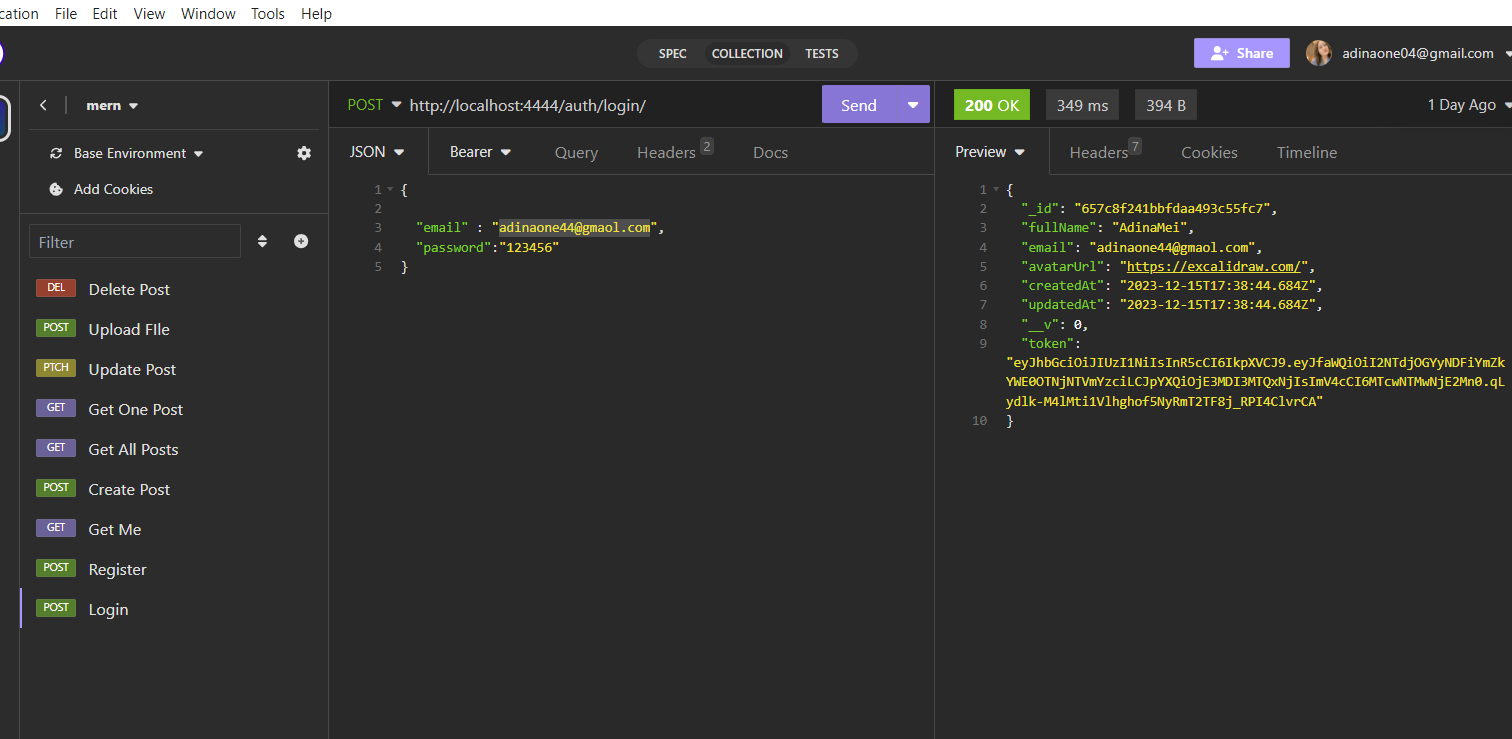 cation File Edit View Window Tools Help
SPEC COLLECTION TESTS
Share
adinaone04@gmail.com
mern
Base Environment
Add Cookies
Filter
DEL Delete Post
POST Upload FIle
PTCH Update Post
GET Get One Post
GET Get All Posts
POST Create Post
GET Get Me
POST Register
POST Login
POST http://localhost:4444/auth/login/
Send
JSON Bearer Query Headers 2 Docs
1 {
2
3 "email" : "adinaone44@gmaol.com",
4 "password":"123456"
5 }
200 OK 349 ms 394 B 1 Day Ago
Preview Headers 7 Cookies Timeline
1 {
2 "_id": "657c8f241bbfdaa493c55fc7",
3 "fullName": "AdinaMei",
4 "email": "adinaone44@gmaol.com",
5 "avatarUrl": "https://excalidraw.com/",
6 "createdAt": "2023-12-15T17:38:44.684Z",
7 "updatedAt": "2023-12-15T17:38:44.684Z",
8 "__v": 0,
9 "token":
"eyJhbGciOiJIUzI1NiIsInR5cCI6IkpXVCJ9.eyJfaWQiOiI2NTdjOGYyNDFiYmZk
YWE0OTNjNTVmYzciLCJpYXQiOjE3MDI3MTQxNjIsImV4cCI6MTcwNTMwNjE2Mn0.qL
ydlk-M4lMti1Vlhghof5NyRmT2TF8j_RPI4ClvrCA"
10 }